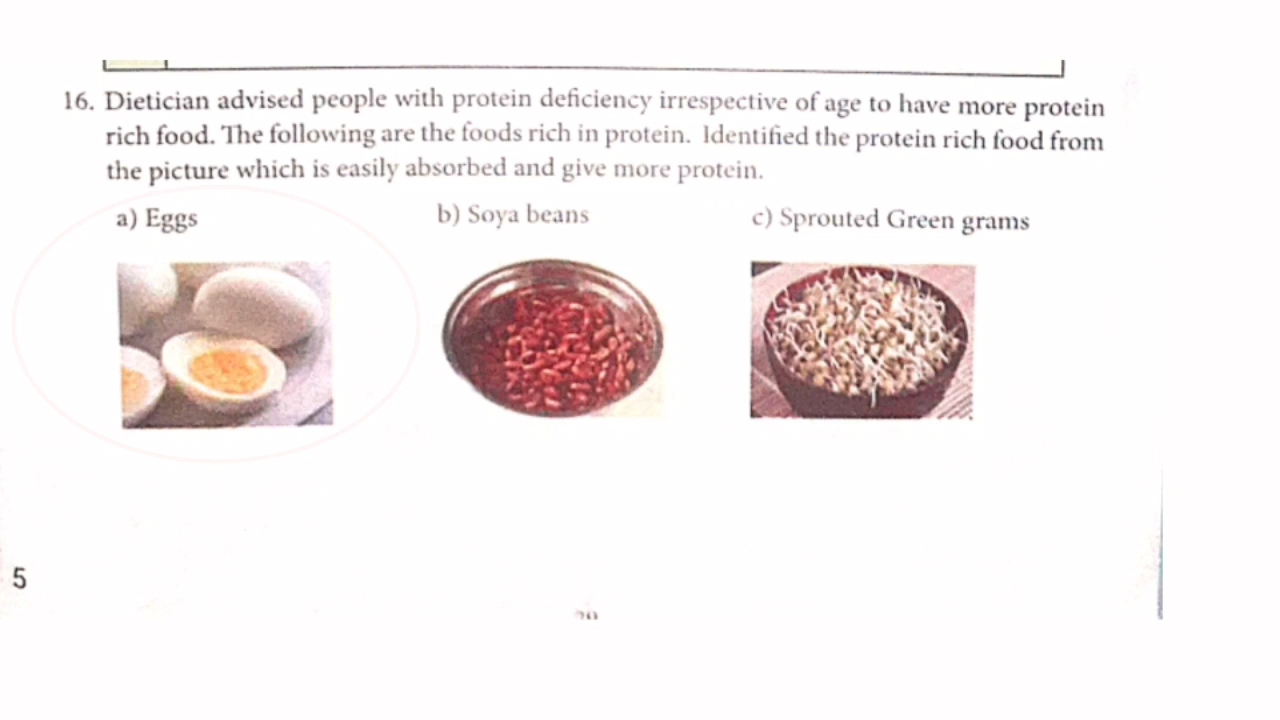 16. Dietician advised people with protein deficiency irrespective of age to have more protein
rich food. The following are the foods rich in protein. Identified the protein rich food from
the picture which is easily absorbed and give more protein.
a) Eggs b) Soya beans c) Sprouted Green grams
5